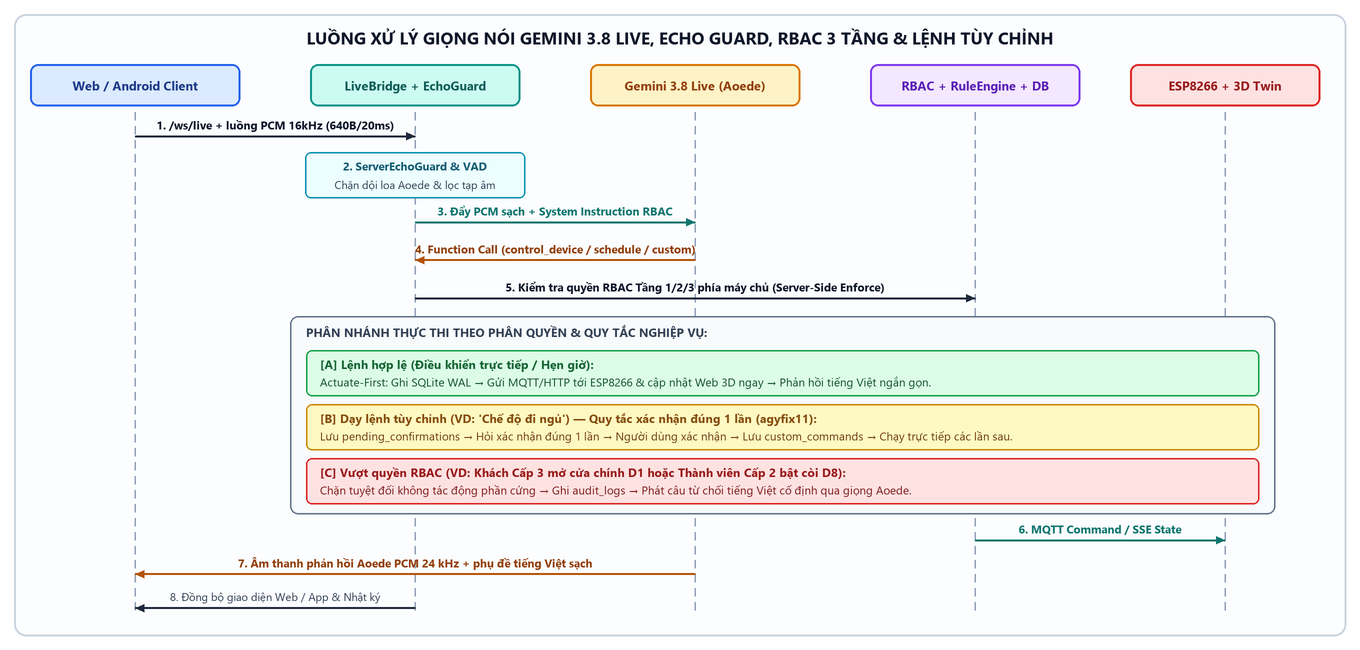 LUỒNG XỬ LÝ GIỌNG NÓI GEMINI 3.8 LIVE, ECHO GUARD, RBAC 3 TẦNG & LỆNH TÙY CHỈNH
Web / Android Client
LiveBridge + EchoGuard
Gemini 3.8 Live (Aoede)
RBAC + RuleEngine + DB
ESP8266 + 3D Twin
1. /ws/live + luồng PCM 16kHz (640B/20ms)
2. ServerEchoGuard & VAD
Chặn dội loa Aoede & lọc tạp âm
3. Đẩy PCM sạch + System Instruction RBAC
4. Function Call (control_device / schedule / custom)
5. Kiểm tra quyền RBAC Tầng 1/2/3 phía máy chủ (Server-Side Enforce)
PHÂN NHÁNH THỰC THI THEO PHÂN QUYỀN & QUY TẮC NGHIỆP VỤ:
[A] Lệnh hợp lệ (Điều khiển trực tiếp / Hẹn giờ):
Actuate-First: Ghi SQLite WAL → Gửi MQTT/HTTP tới ESP8266 & cập nhật Web 3D ngay → Phản hồi tiếng Việt ngắn gọn.
[B] Dạy lệnh tùy chỉnh (VD: 'Chế độ đi ngủ') — Quy tắc xác nhận đúng 1 lần (agyfix11):
Lưu pending_confirmations → Hỏi xác nhận đúng 1 lần → Người dùng xác nhận → Lưu custom_commands → Chạy trực tiếp các lần sau.
[C] Vượt quyền RBAC (VD: Khách Cấp 3 mở cửa chính D1 hoặc Thành viên Cấp 2 bật còi D8):
Chặn tuyệt đối không tác động phần cứng → Ghi audit_logs → Phát câu từ chối tiếng Việt cố định qua giọng Aoede.
6. MQTT Command / SSE State
7. Âm thanh phản hồi Aoede PCM 24 kHz + phụ đề tiếng Việt sạch
8. Đồng bộ giao diện Web / App & Nhật ký